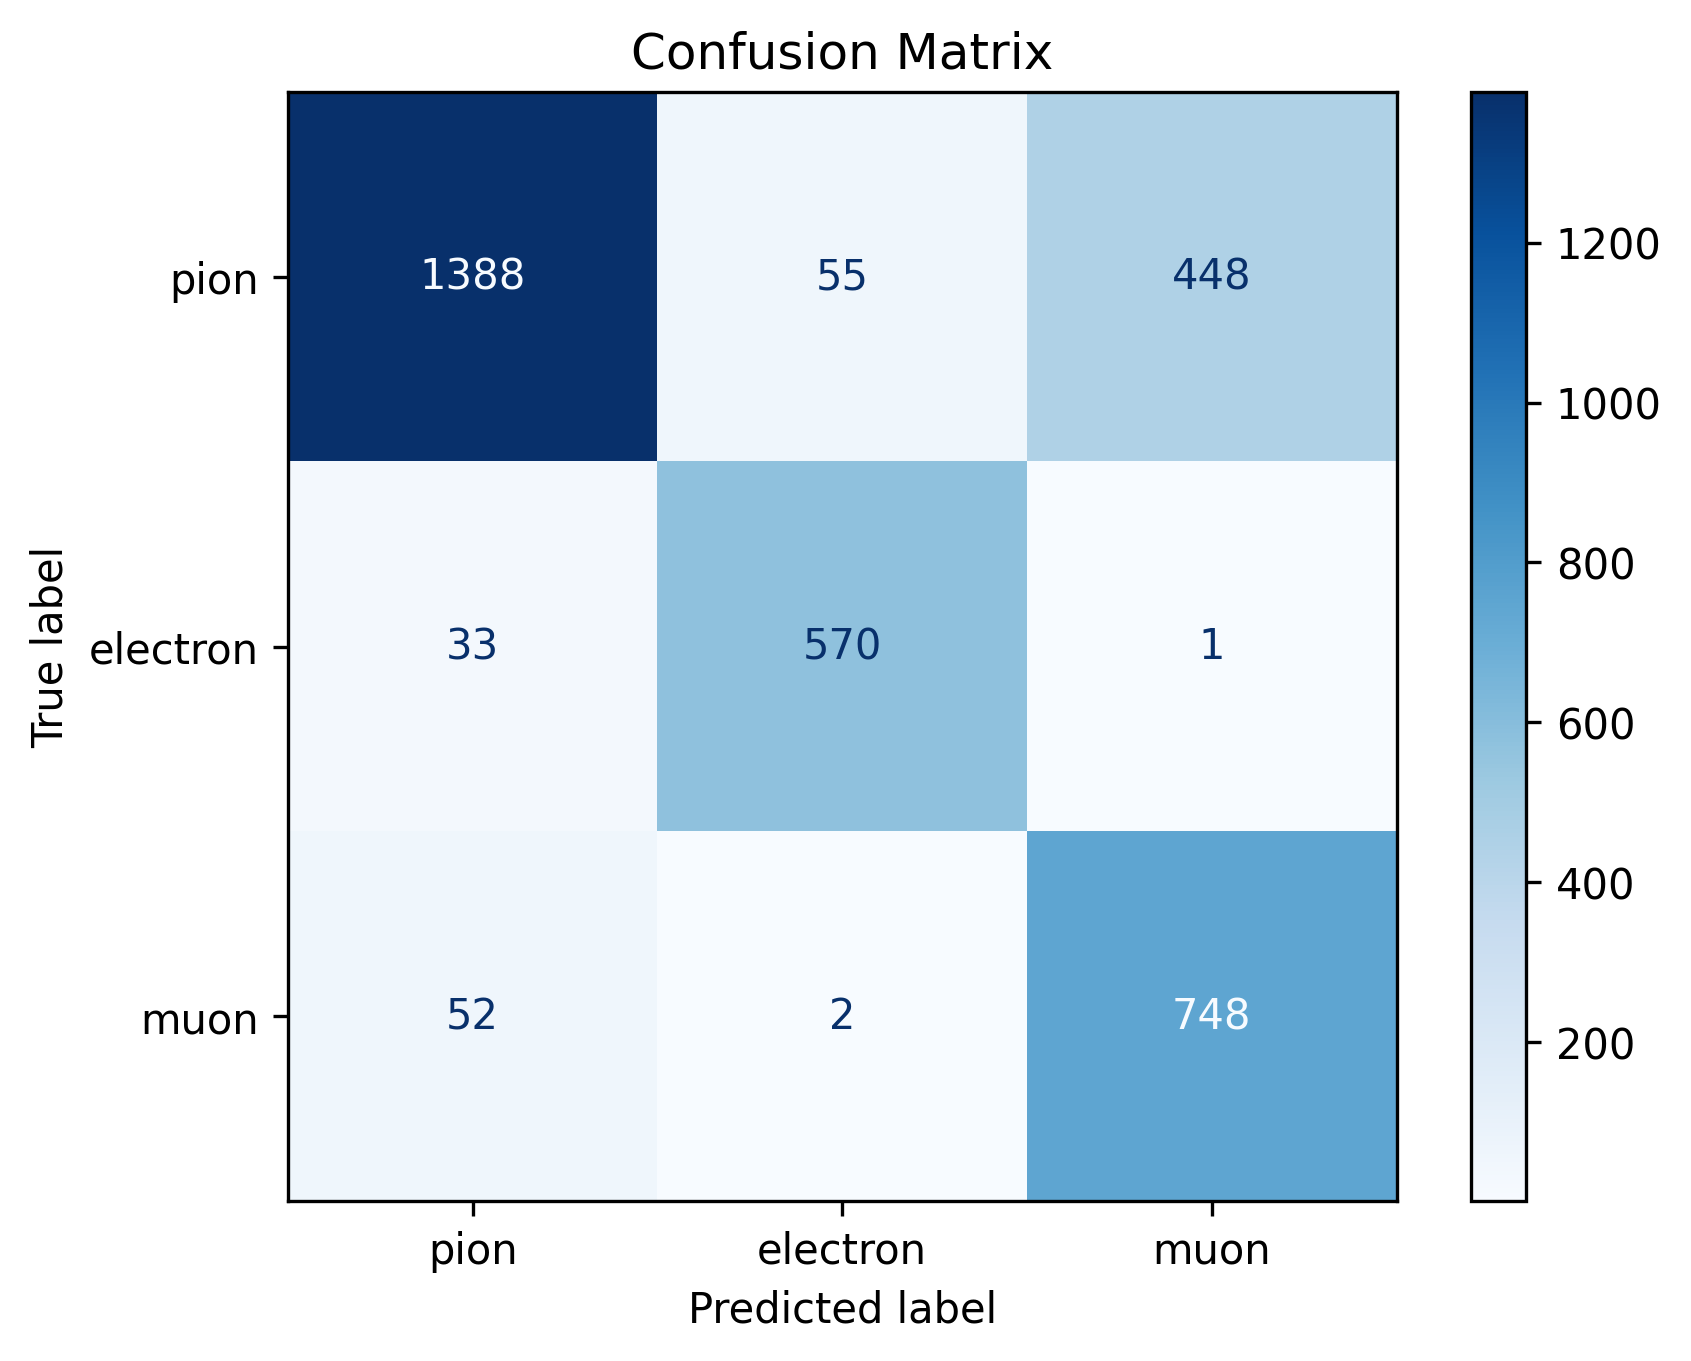 Confusion Matrix
pion
1388
55
448
electron
33
570
1
muon
52
2
748
True label
pion
electron
muon
Predicted label
1200
1000
800
600
400
200